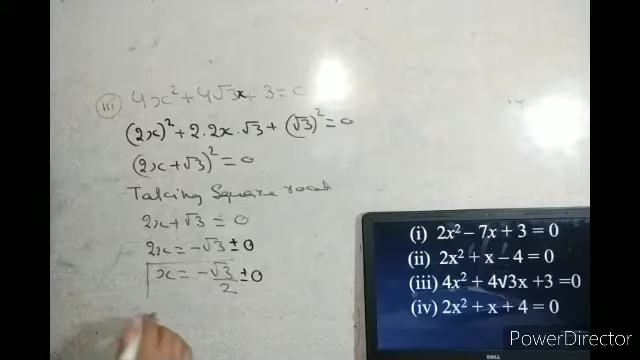 (iii) 4x² + 4√3x + 3 = 0
(2x)² + 2·2x·√3 + (√3)² = 0
(2x + √3)² = 0
Taking Square root
2x + √3 = 0
2x = -√3 ± 0
x = -√3/2 ± 0
(i) 2x² – 7x + 3 = 0
(ii) 2x² + x – 4 = 0
(iii) 4x² + 4√3x +3 =0
(iv) 2x² + x + 4 = 0
DELL
PowerDirector